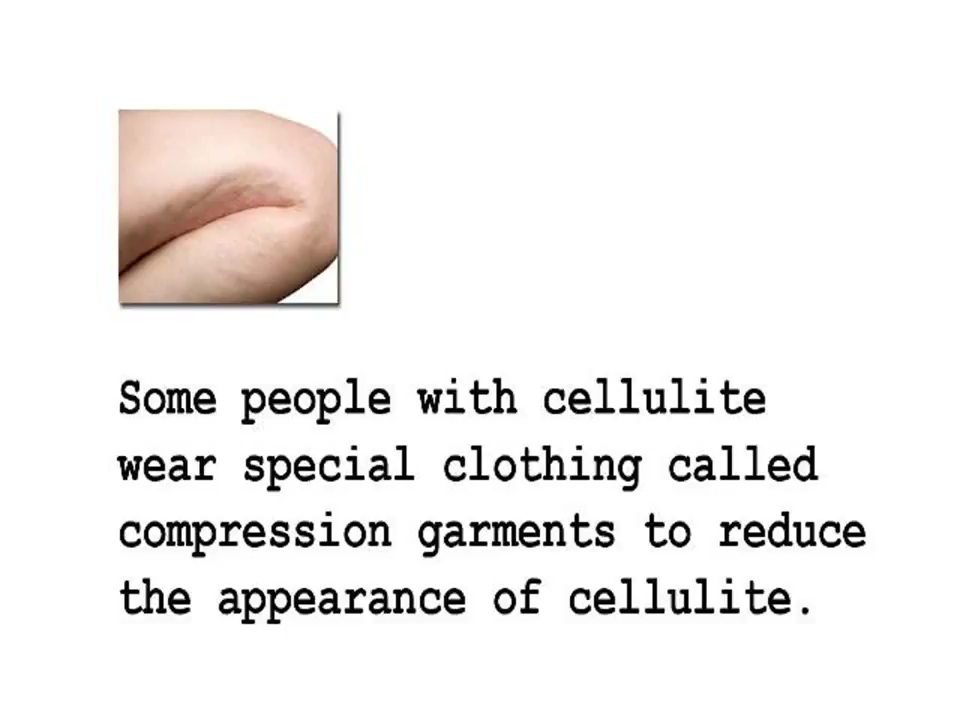 Some people with cellulite
wear special clothing called
compression garments to reduce
the appearance of cellulite.